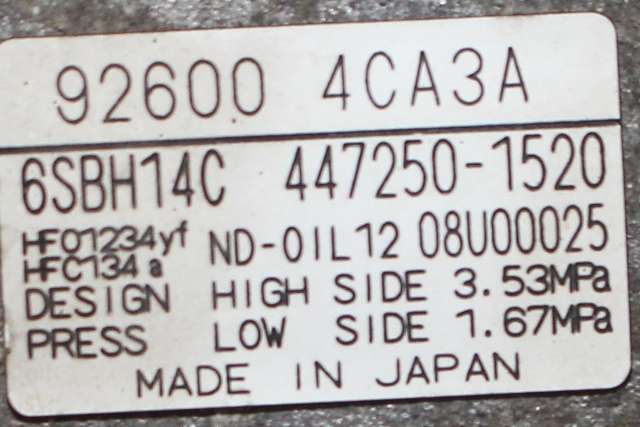 92600 4CA3A
6SBH14C 447250-1520
HFO1234yf ND-OIL12 08U00025
HFC134a
DESIGN HIGH SIDE 3.53MPa
PRESS LOW SIDE 1.67MPa
MADE IN JAPAN